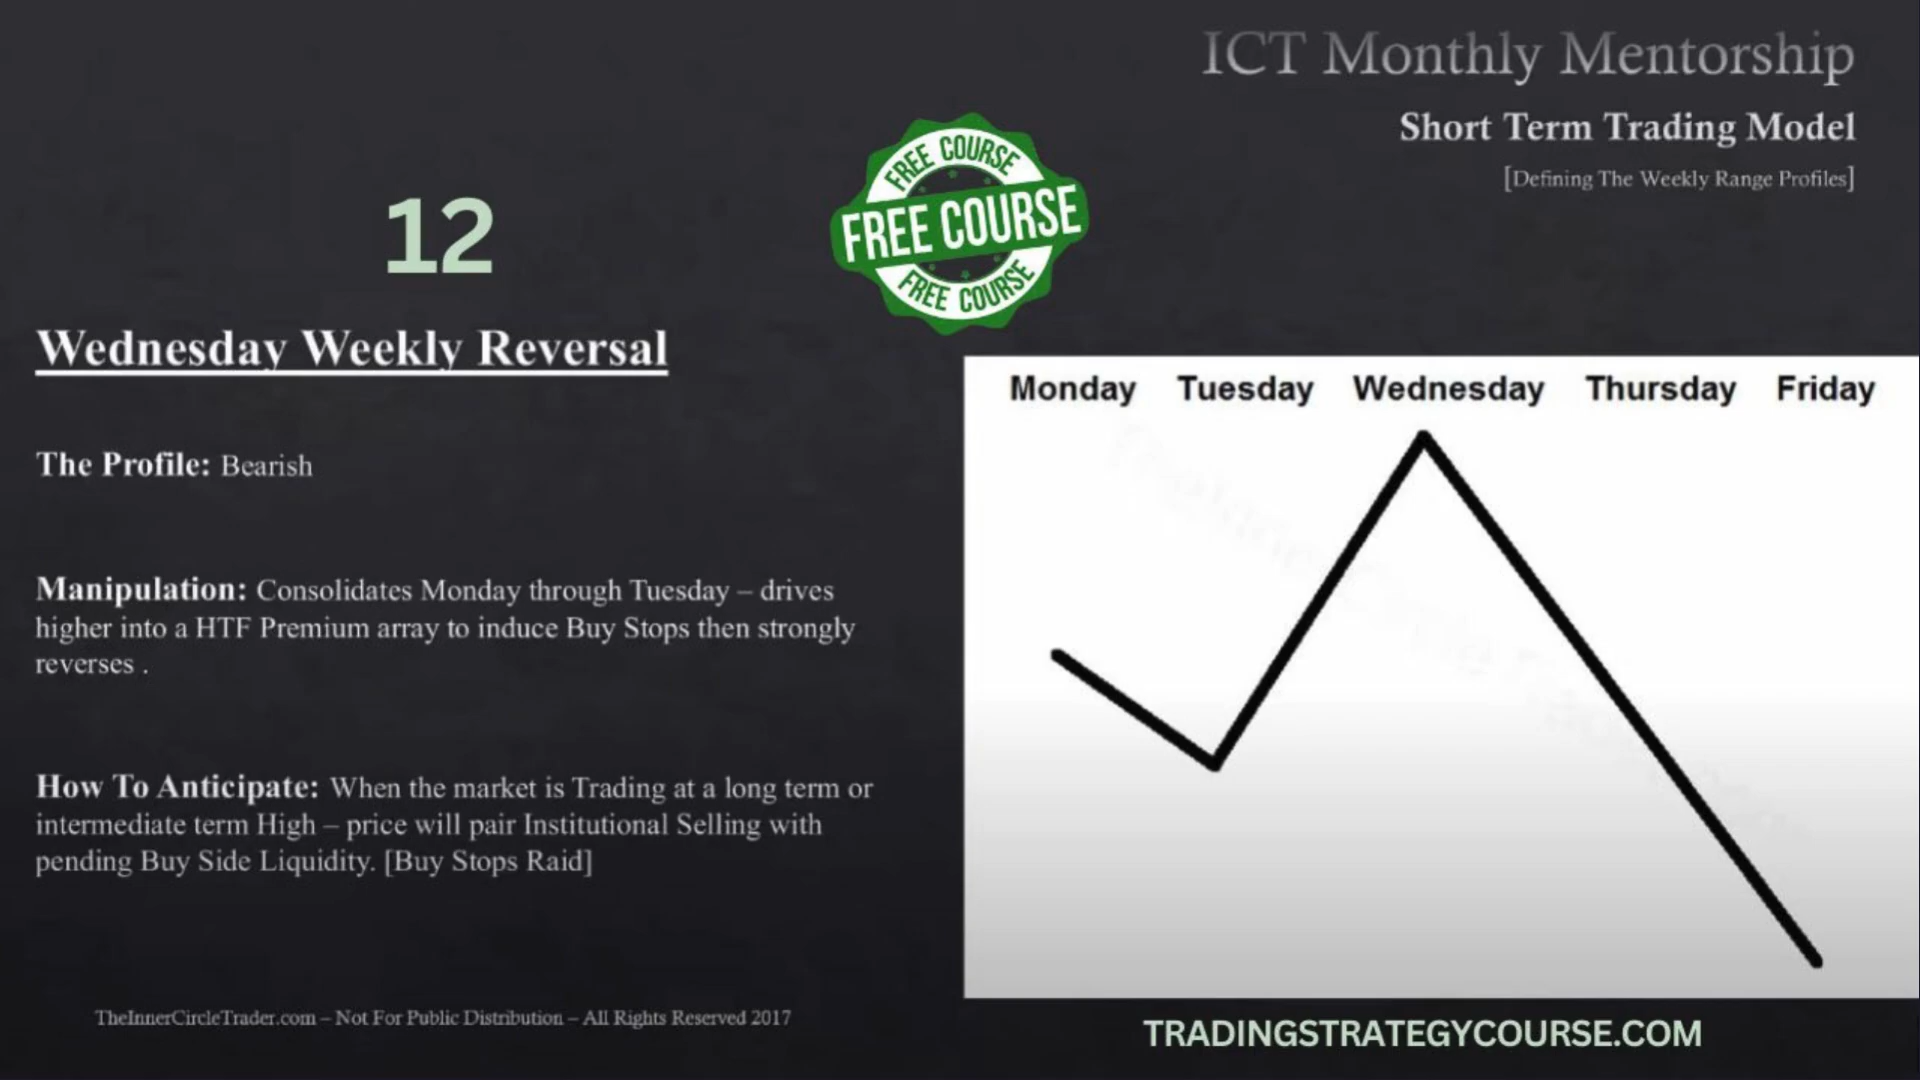 ICT Monthly Mentorship
Short Term Trading Model
[Defining The Weekly Range Profiles]
FREE COURSE
FREE COURSE
FREE COURSE
12
Wednesday Weekly Reversal
The Profile: Bearish
Manipulation: Consolidates Monday through Tuesday – drives
higher into a HTF Premium array to induce Buy Stops then strongly
reverses .
How To Anticipate: When the market is Trading at a long term or
intermediate term High – price will pair Institutional Selling with
pending Buy Side Liquidity. [Buy Stops Raid]
Monday Tuesday Wednesday Thursday Friday
TheInnerCircleTrader.com – Not For Public Distribution – All Rights Reserved 2017
TRADINGSTRATEGYCOURSE.COM